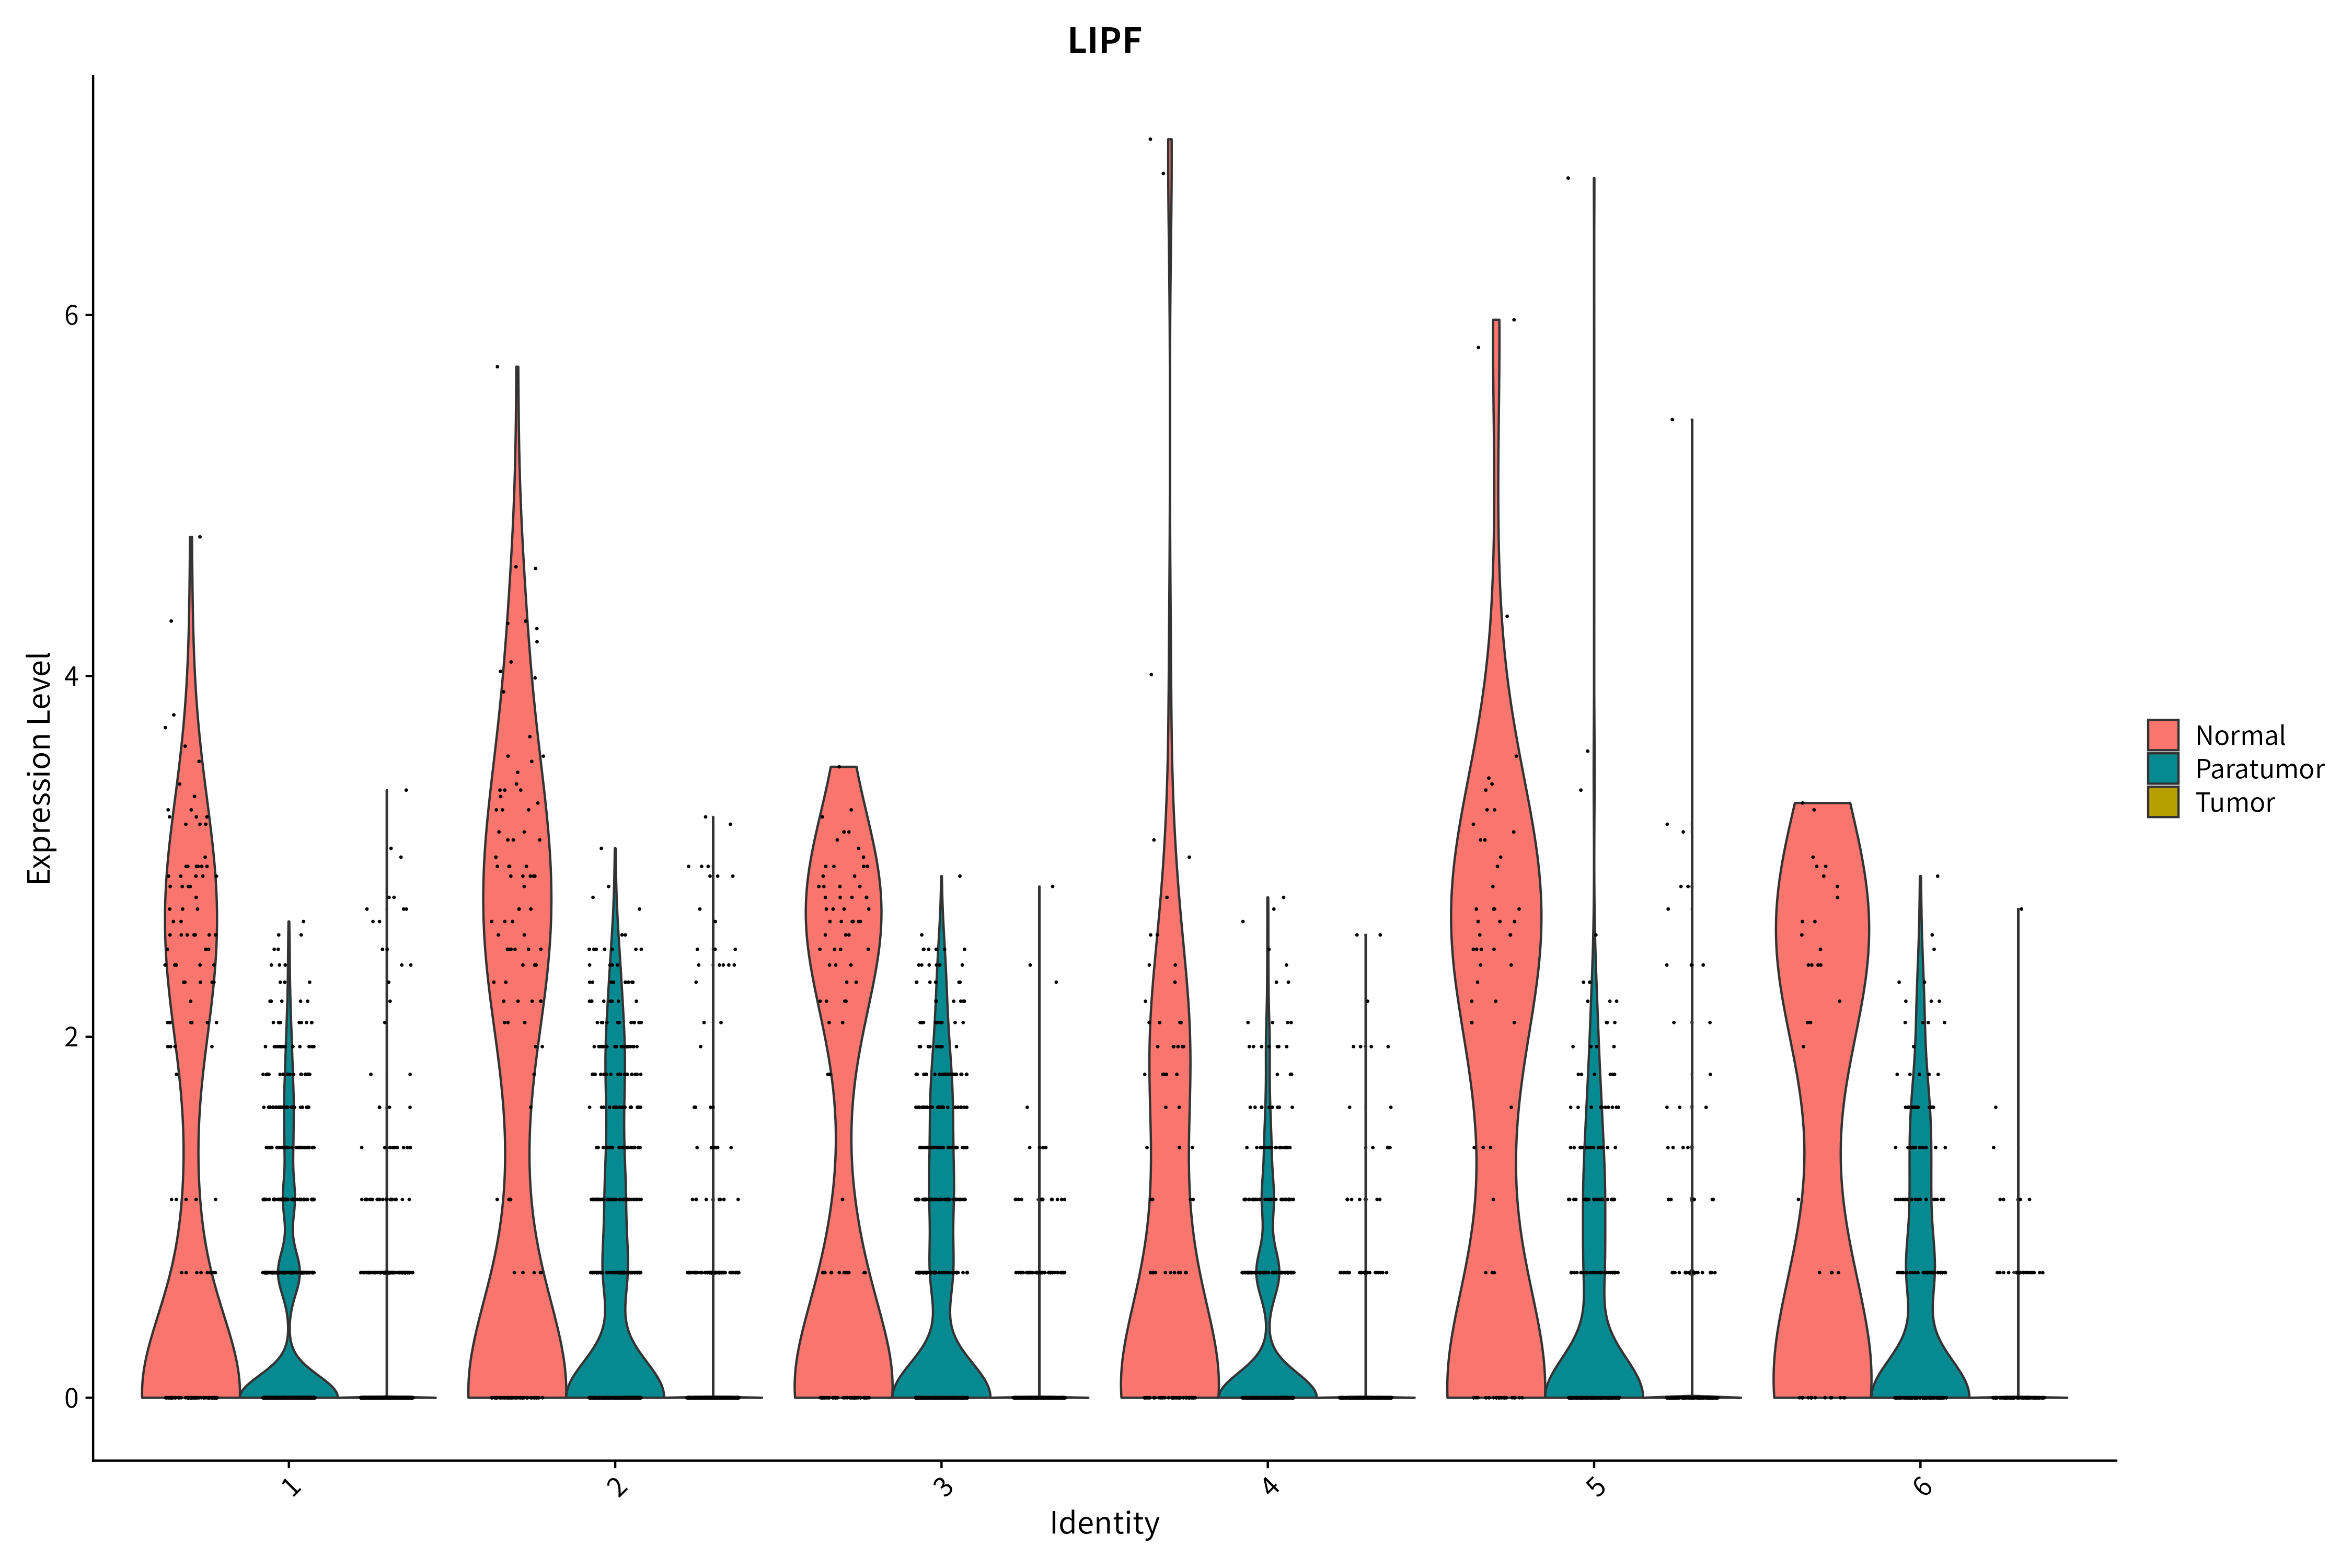 LIPF
Expression Level
6
4
2
0
1
2
3
4
5
6
Identity
Normal
Paratumor
Tumor